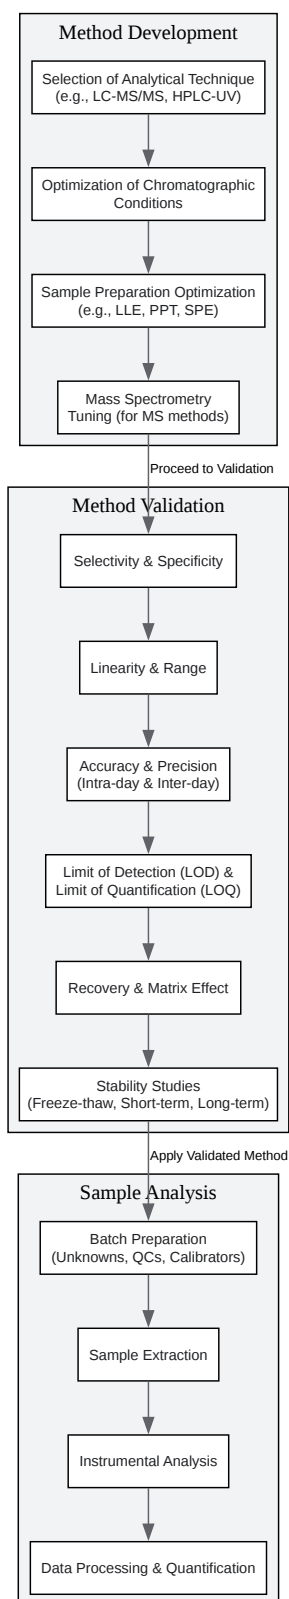 Method Development
Selection of Analytical Technique
(e.g., LC-MS/MS, HPLC-UV)
Optimization of Chromatographic
Conditions
Sample Preparation Optimization
(e.g., LLE, PPT, SPE)
Mass Spectrometry
Tuning (for MS methods)
Proceed to Validation
Method Validation
Selectivity & Specificity
Linearity & Range
Accuracy & Precision
(Intra-day & Inter-day)
Limit of Detection (LOD) &
Limit of Quantification (LOQ)
Recovery & Matrix Effect
Stability Studies
(Freeze-thaw, Short-term, Long-term)
Apply Validated Method
Sample Analysis
Batch Preparation
(Unknowns, QCs, Calibrators)
Sample Extraction
Instrumental Analysis
Data Processing & Quantification